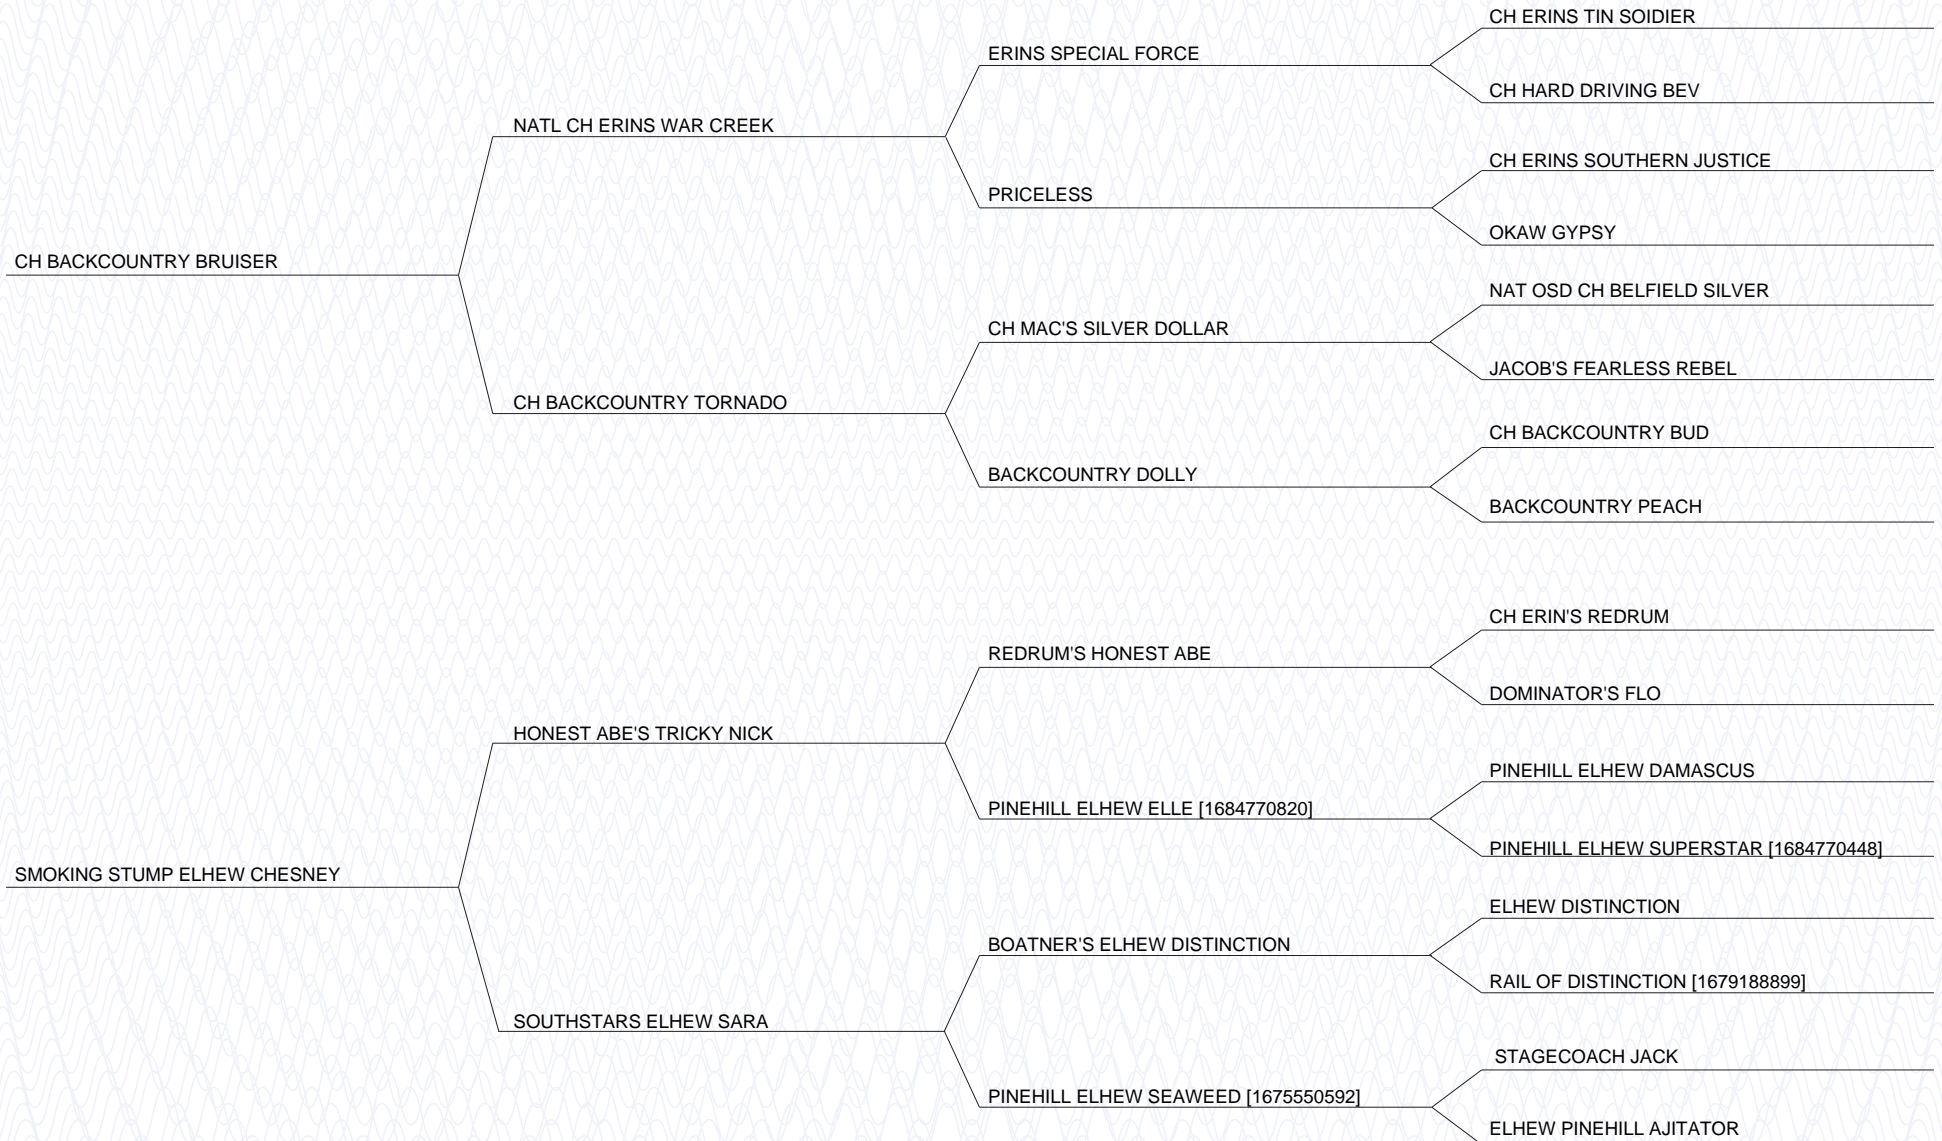 CH ERINS TIN SOIDIER
ERINS SPECIAL FORCE
CH HARD DRIVING BEV
NATL CH ERINS WAR CREEK
CH ERINS SOUTHERN JUSTICE
PRICELESS
OKAW GYPSY
CH BACKCOUNTRY BRUISER
NAT OSD CH BELFIELD SILVER
CH MAC'S SILVER DOLLAR
JACOB'S FEARLESS REBEL
CH BACKCOUNTRY TORNADO
CH BACKCOUNTRY BUD
BACKCOUNTRY DOLLY
BACKCOUNTRY PEACH
CH ERIN'S REDRUM
REDRUM'S HONEST ABE
DOMINATOR'S FLO
HONEST ABE'S TRICKY NICK
PINEHILL ELHEW DAMASCUS
PINEHILL ELHEW ELLE [1684770820]
PINEHILL ELHEW SUPERSTAR [1684770448]
SMOKING STUMP ELHEW CHESNEY
ELHEW DISTINCTION
BOATNER'S ELHEW DISTINCTION
RAIL OF DISTINCTION [1679188899]
SOUTHSTARS ELHEW SARA
STAGECOACH JACK
PINEHILL ELHEW SEAWEED [1675550592]
ELHEW PINEHILL AJITATOR